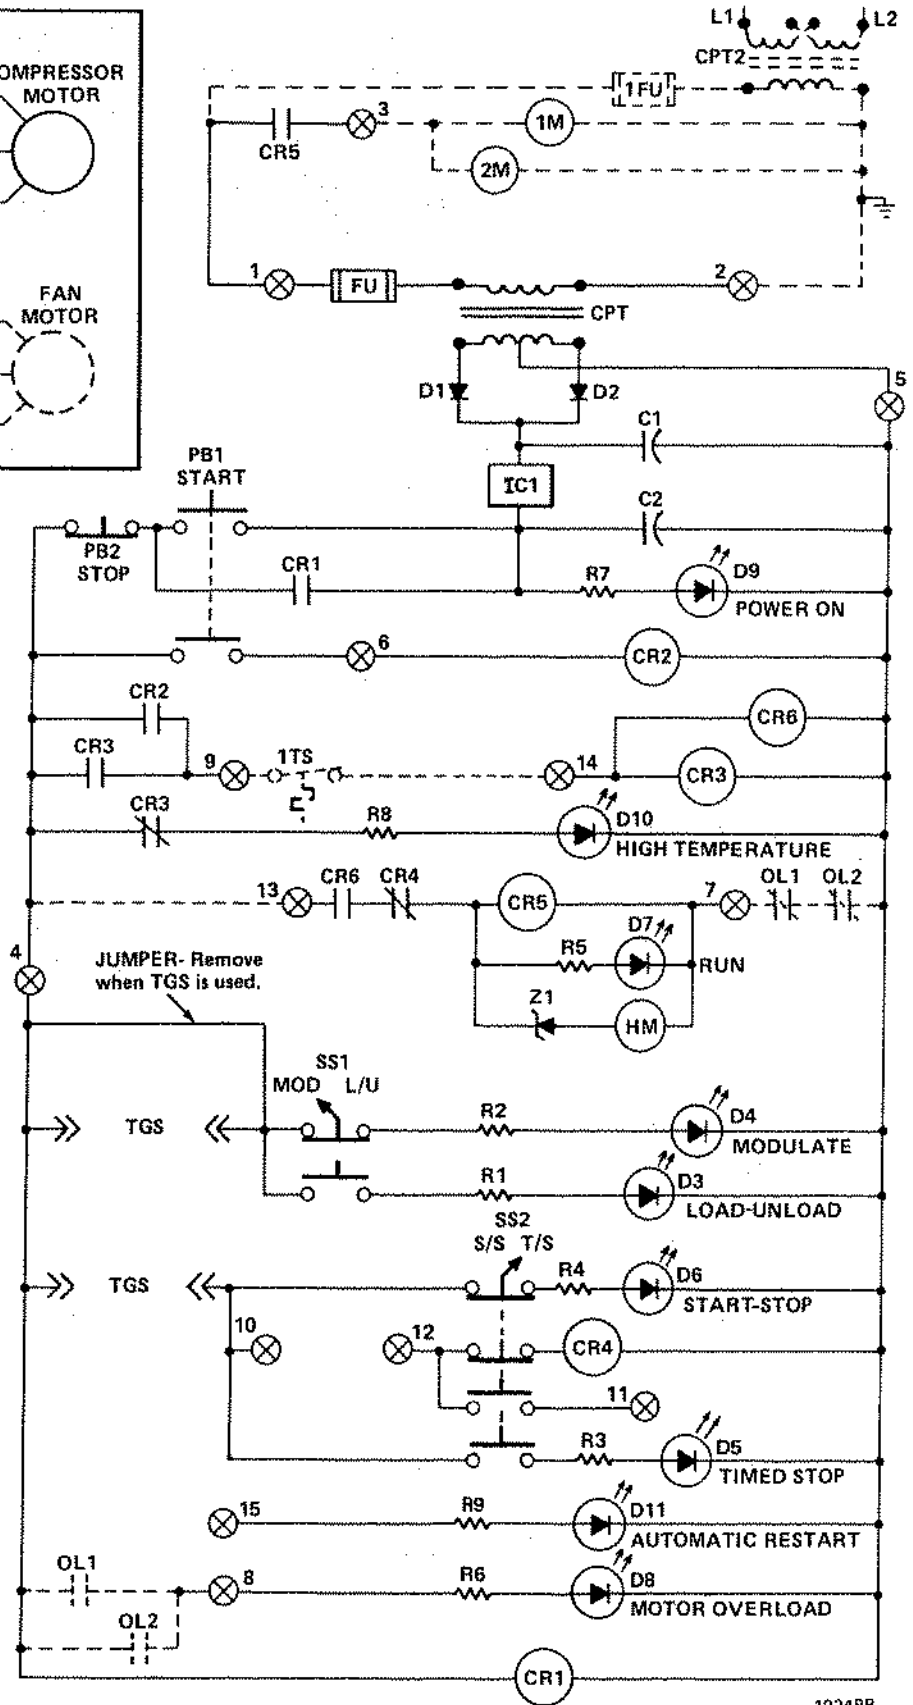 L1
L2
CPT2
OMPRESSOR
MOTOR
1FU
3
1M
CR5
2M
1
2
FU
FAN
MOTOR
CPT
D1
D2
5
C1
PB1
START
IC1
C2
PB2
STOP
CR1
R7
D9
POWER ON
6
CR2
CR2
CR6
CR3
9
1TS
14
CR3
CR3
R8
D10
HIGH TEMPERATURE
13
CR6
CR4
CR5
7
OL1
OL2
D7
R5
RUN
4
JUMPER- Remove
when TGS is used.
Z1
HM
SS1
MOD L/U
TGS
R2
D4
MODULATE
R1
D3
LOAD-UNLOAD
SS2
S/S T/S
TGS
R4
D6
START-STOP
10
12
CR4
11
R3
D5
TIMED STOP
15
R9
D11
AUTOMATIC RESTART
OL1
8
R6
D8
MOTOR OVERLOAD
OL2
CR1